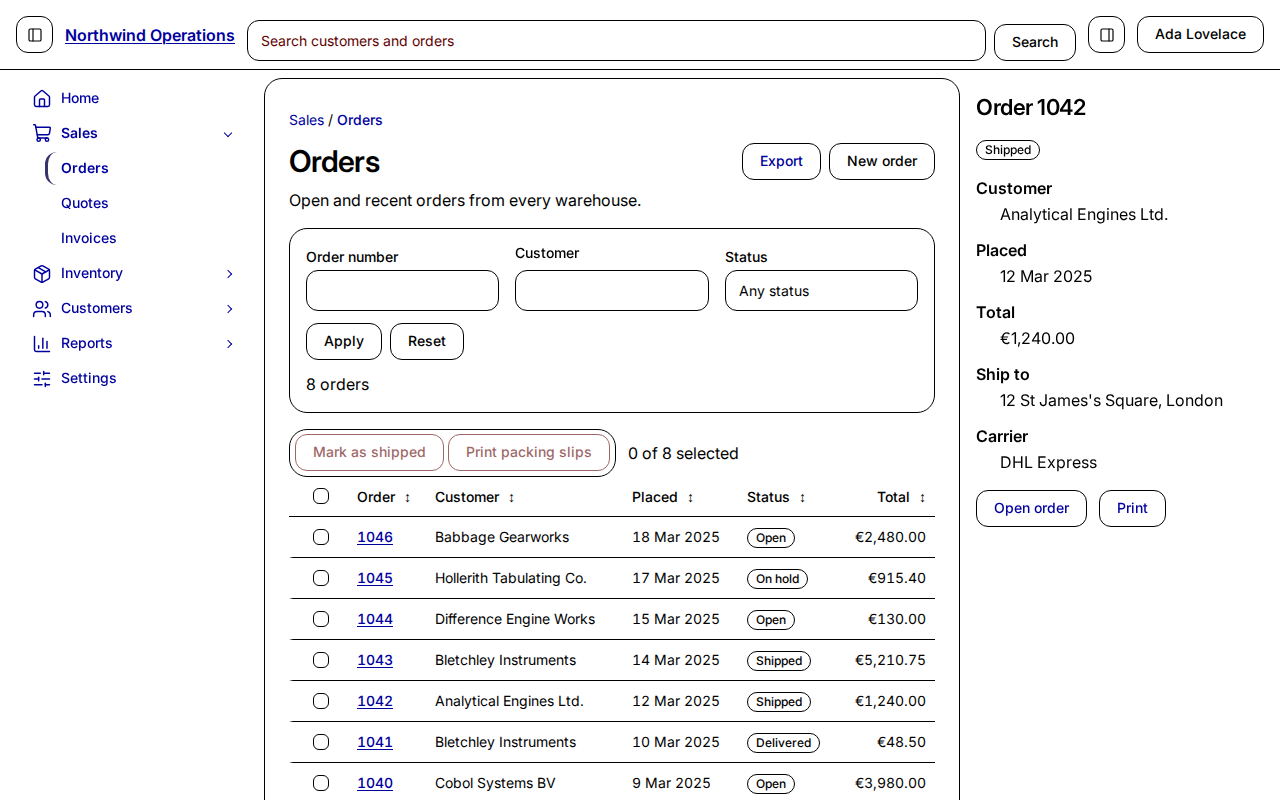 Northwind Operations
Search customers and orders
Search
Ada Lovelace
Home
Sales
Orders
Quotes
Invoices
Inventory
Customers
Reports
Settings
Sales / Orders
Orders
Export
New order
Open and recent orders from every warehouse.
Order number
Customer
Status
Any status
Apply
Reset
8 orders
Mark as shipped
Print packing slips
0 of 8 selected
Order ↕ Customer ↕ Placed ↕ Status ↕ Total ↕
1046 Babbage Gearworks 18 Mar 2025 Open €2,480.00
1045 Hollerith Tabulating Co. 17 Mar 2025 On hold €915.40
1044 Difference Engine Works 15 Mar 2025 Open €130.00
1043 Bletchley Instruments 14 Mar 2025 Shipped €5,210.75
1042 Analytical Engines Ltd. 12 Mar 2025 Shipped €1,240.00
1041 Bletchley Instruments 10 Mar 2025 Delivered €48.50
1040 Cobol Systems BV 9 Mar 2025 Open €3,980.00
Order 1042
Shipped
Customer
Analytical Engines Ltd.
Placed
12 Mar 2025
Total
€1,240.00
Ship to
12 St James's Square, London
Carrier
DHL Express
Open order
Print